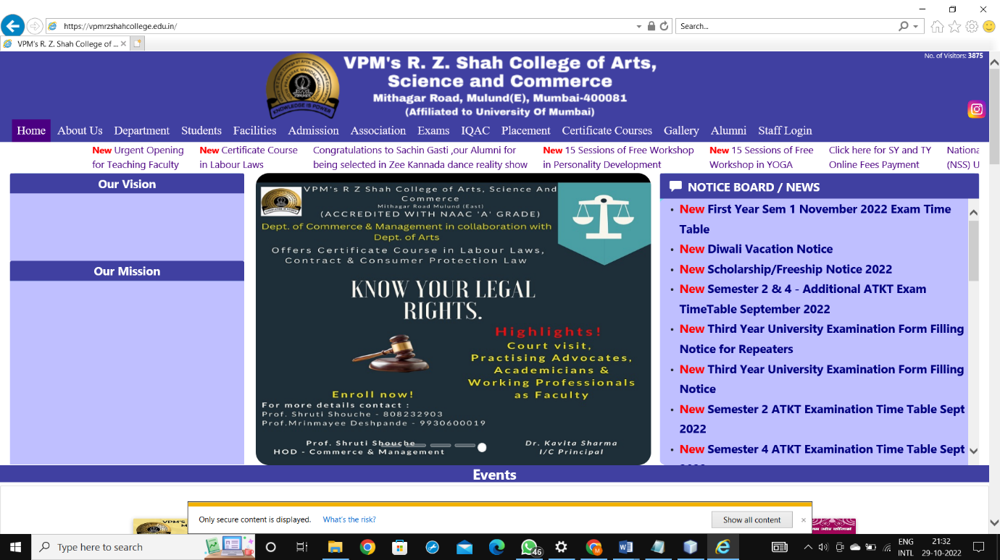 https://vpmrzshahcollege.edu.in/
Search...
VPM's R. Z. Shah College of ...
No. of Visitors: 3875
VPM's R. Z. Shah College of Arts,
Science and Commerce
Mithagar Road, Mulund(E), Mumbai-400081
(Affiliated to University Of Mumbai)
KNOWLEDGE IS POWER
Home About Us Department Students Facilities Admission Association Exams IQAC Placement Certificate Courses Gallery Alumni Staff Login
New Urgent Opening
for Teaching Faculty
New Certificate Course
in Labour Laws
Congratulations to Sachin Gasti ,our Alumni for
being selected in Zee Kannada dance reality show
New 15 Sessions of Free Workshop
in Personality Development
New 15 Sessions of Free
Workshop in YOGA
Click here for SY and TY
Online Fees Payment
Nationa
(NSS) U
Our Vision
Our Mission
VPM's R Z Shah College of Arts, Science And
Commerce
Mithagar Road Mulund (East)
(ACCREDITED WITH NAAC 'A' GRADE)
Dept. of Commerce & Management in collaboration with
Dept. of Arts
Offers Certificate Course in Labour Laws,
Contract & Consumer Protection Law
KNOW YOUR LEGAL
RIGHTS.
Highlights!
Court visit,
Practising Advocates,
Academicians &
Working Professionals
as Faculty
Enroll now!
For more details contact :
Prof. Shruti Shouche - 808232903
Prof.Mrinmayee Deshpande - 9930600019
Prof. Shruti Shouche
HOD - Commerce & Management
Dr. Kavita Sharma
I/C Principal
NOTICE BOARD / NEWS
New First Year Sem 1 November 2022 Exam Time
Table
New Diwali Vacation Notice
New Scholarship/Freeship Notice 2022
New Semester 2 & 4 - Additional ATKT Exam
TimeTable September 2022
New Third Year University Examination Form Filling
Notice for Repeaters
New Third Year University Examination Form Filling
Notice
New Semester 2 ATKT Examination Time Table Sept
2022
New Semester 4 ATKT Examination Time Table Sept
Events
Only secure content is displayed. What's the risk?
Show all content
Type here to search
46
ENG
INTL
21:32
29-10-2022